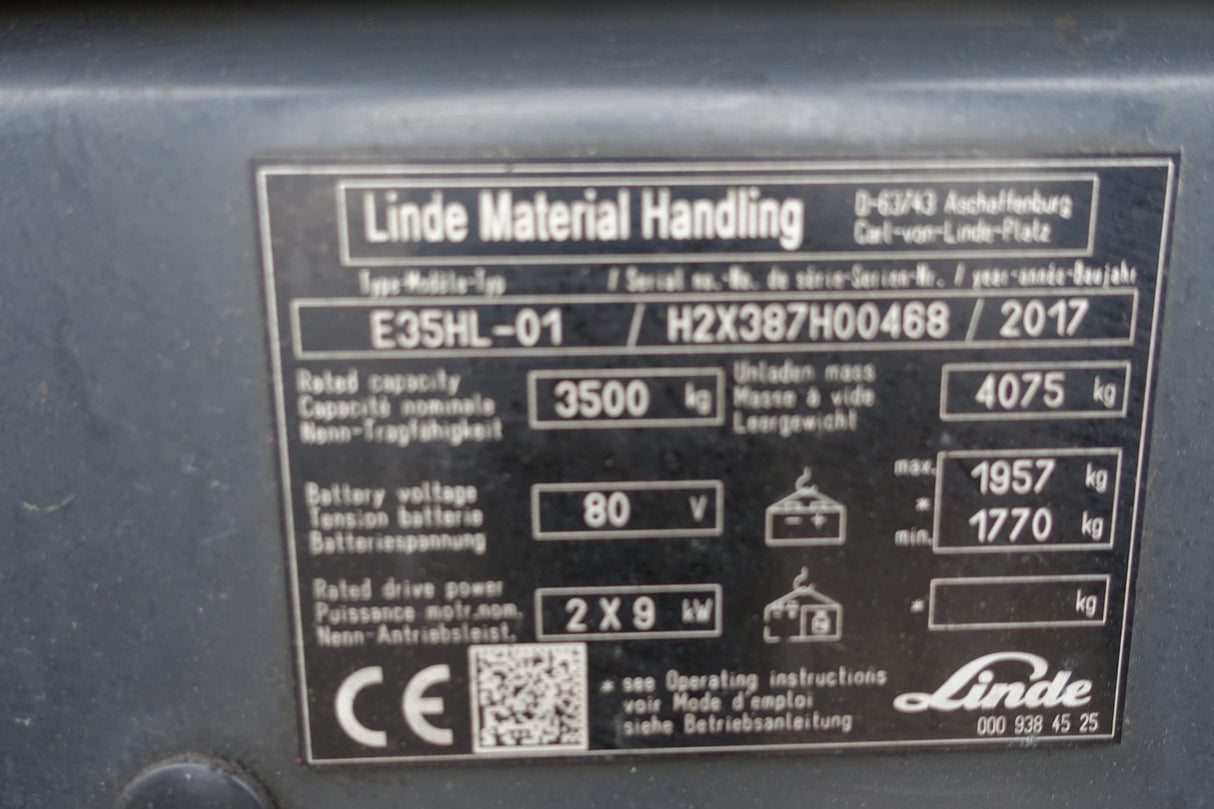 Linde Material Handling
D-63743 Aschaffenburg
Carl-von-Linde-Platz
Type-Modèle-Typ / Serial no.-No. de série-Serien-Nr. / year-année-Baujahr
E35HL-01 / H2X387H00468 / 2017
Rated capacity
Capacité nominale
Nenn-Tragfähigkeit
3500 kg
Unladen mass
Masse à vide
Leergewicht
4075 kg
Battery voltage
Tension batterie
Batteriespannung
80 V
- +
max. 1957 kg
*
min. 1770 kg
Rated drive power
Puissance motr.nom.
Nenn-Antriebsleist.
2 X 9 kW
* kg
CE
* see Operating instructions
voir Mode d'emploi
siehe Betriebsanleitung
Linde
000 938 45 25